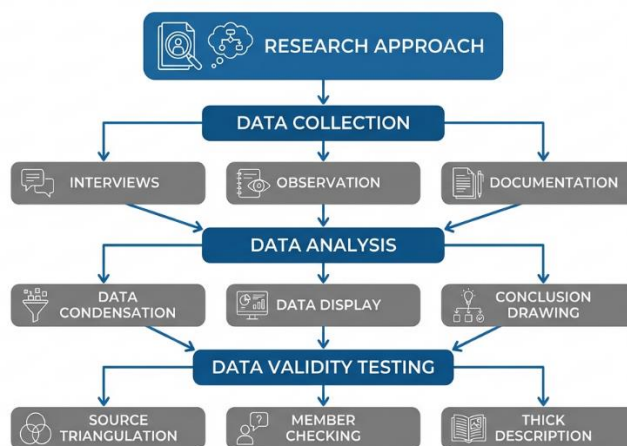 RESEARCH APPROACH
DATA COLLECTION
INTERVIEWS
OBSERVATION
DOCUMENTATION
DATA ANALYSIS
DATA
CONDENSATION
DATA DISPLAY
CONCLUSION
DRAWING
DATA VALIDITY TESTING
SOURCE
TRIANGULATION
MEMBER
CHECKING
THICK
DESCRIPTION